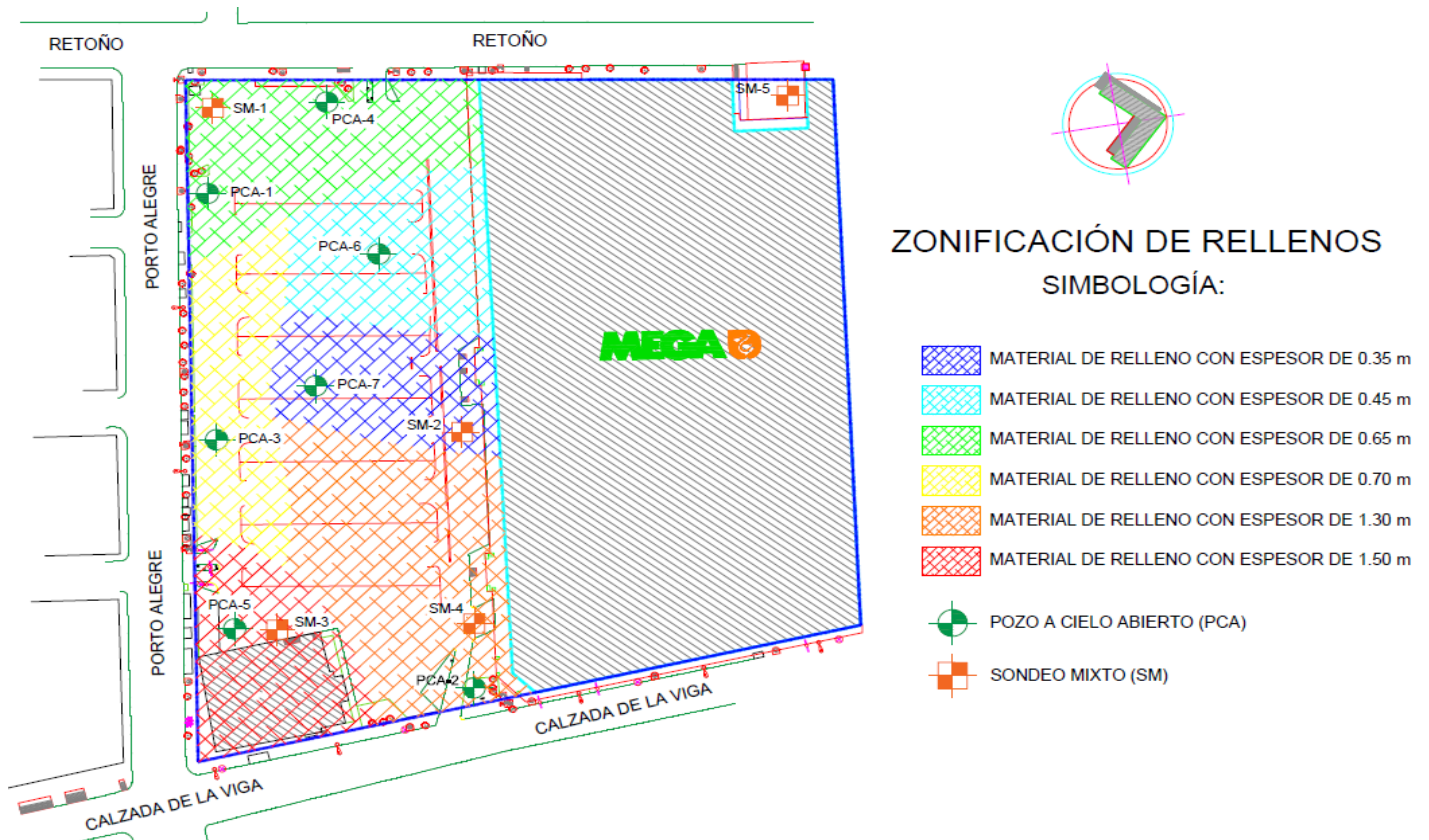 RETOÑO
RETOÑO
SM-5
SM-1
PCA-4
PORTO ALEGRE
PCA-1
PCA-6
MEGA
PCA-7
SM-2
PCA-3
PORTO ALEGRE
PCA-5
SM-3
SM-4
PCA-2
CALZADA DE LA VIGA
CALZADA DE LA VIGA
ZONIFICACIÓN DE RELLENOS
SIMBOLOGÍA:
MATERIAL DE RELLENO CON ESPESOR DE 0.35 m
MATERIAL DE RELLENO CON ESPESOR DE 0.45 m
MATERIAL DE RELLENO CON ESPESOR DE 0.65 m
MATERIAL DE RELLENO CON ESPESOR DE 0.70 m
MATERIAL DE RELLENO CON ESPESOR DE 1.30 m
MATERIAL DE RELLENO CON ESPESOR DE 1.50 m
POZO A CIELO ABIERTO (PCA)
SONDEO MIXTO (SM)